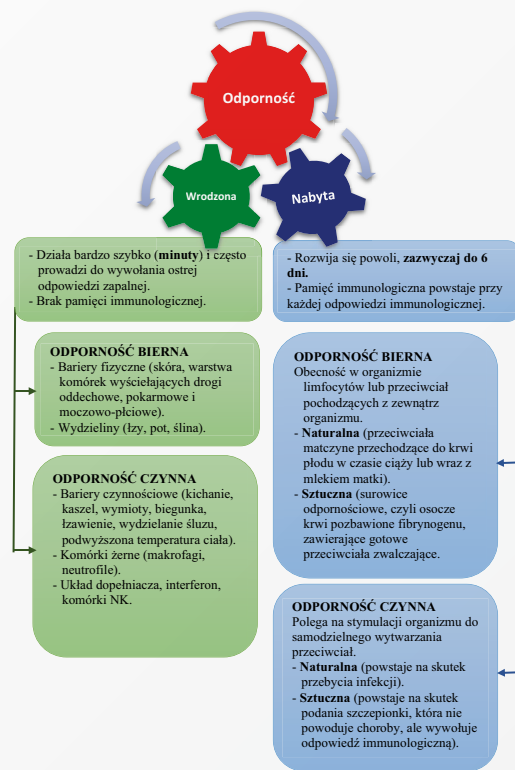 Odporność
Wrodzona
Nabyta
- Działa bardzo szybko (minuty) i często
prowadzi do wywołania ostrej
odpowiedzi zapalnej.
- Brak pamięci immunologicznej.
ODPORNOŚĆ BIERNA
- Bariery fizyczne (skóra, warstwa
komórek wyściełających drogi
oddechowe, pokarmowe i
moczowo-płciowe).
- Wydzieliny (łzy, pot, ślina).
ODPORNOŚĆ CZYNNA
- Bariery czynnościowe (kichanie,
kaszel, wymioty, biegunka,
łzawienie, wydzielanie śluzu,
podwyższona temperatura ciała).
- Komórki żerne (makrofagi,
neutrofile).
- Układ dopełniacza, interferon,
komórki NK.
- Rozwija się powoli, zazwyczaj do 6
dni.
- Pamięć immunologiczna powstaje przy
każdej odpowiedzi immunologicznej.
ODPORNOŚĆ BIERNA
Obecność w organizmie
limfocytów lub przeciwciał
pochodzących z zewnątrz
organizmu.
- Naturalna (przeciwciała
matczyne przechodzące do krwi
płodu w czasie ciąży lub wraz z
mlekiem matki).
- Sztuczna (surowice
odpornościowe, czyli osocze
krwi pozbawione fibrynogenu,
zawierające gotowe
przeciwciała zwalczające.
ODPORNOŚĆ CZYNNA
Polega na stymulacji organizmu do
samodzielnego wytwarzania
przeciwciał.
- Naturalna (powstaje na skutek
przebycia infekcji).
- Sztuczna (powstaje na skutek
podania szczepionki, która nie
powoduje choroby, ale wywołuje
odpowiedź immunologiczną).